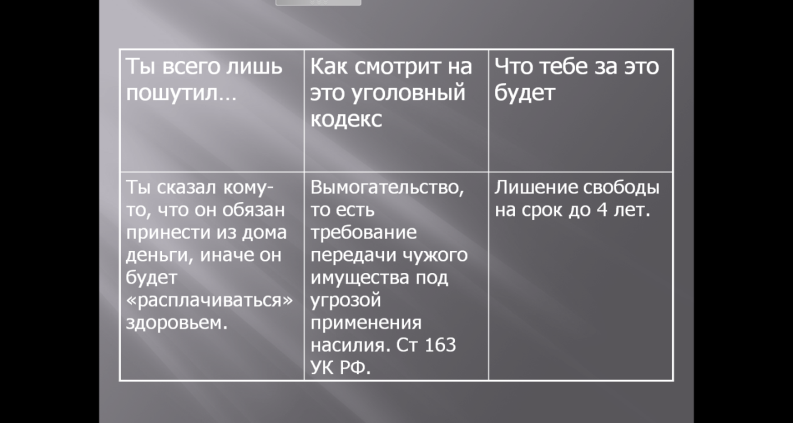 Ты всего лишь
пошутил…
Как смотрит на
это уголовный
кодекс
Что тебе за это
будет
Ты сказал кому-
то, что он обязан
принести из дома
деньги, иначе он
будет
«расплачиваться»
здоровьем.
Вымогательство,
то есть
требование
передачи чужого
имущества под
угрозой
применения
насилия. Ст 163
УК РФ.
Лишение свободы
на срок до 4 лет.